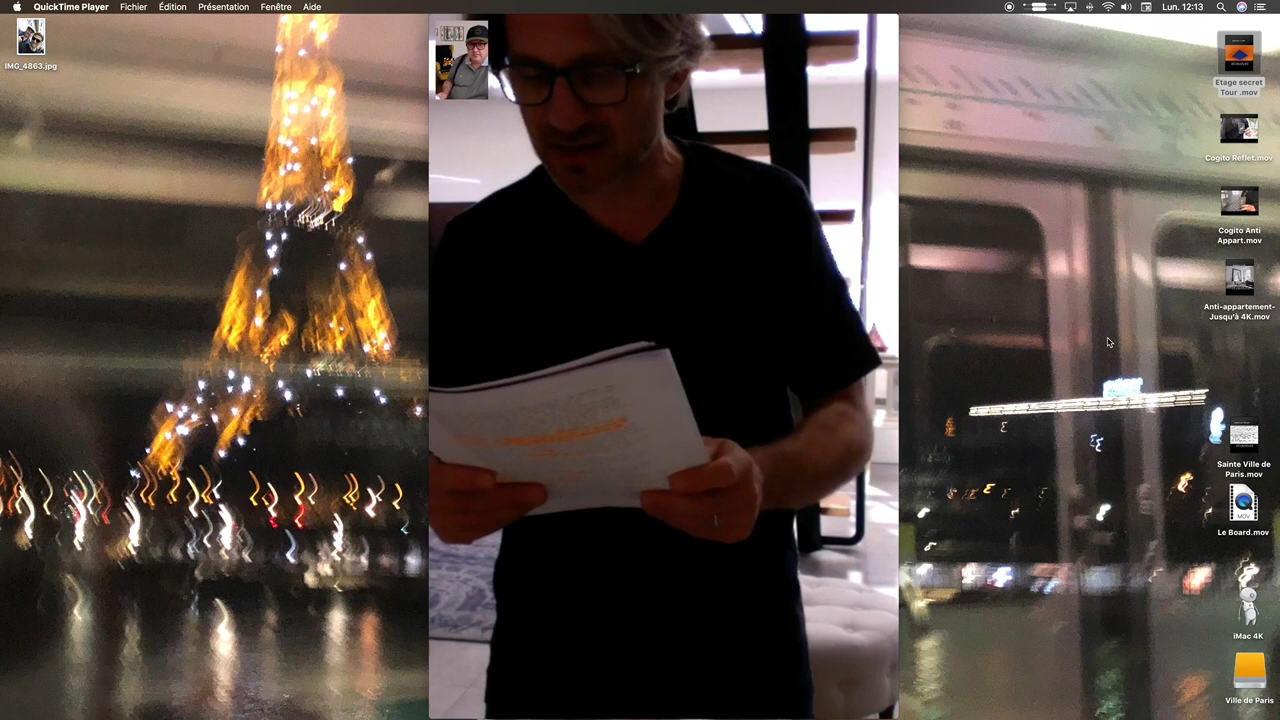 QuickTime Player Fichier Édition Présentation Fenêtre Aide Lun. 12:13
IMG_4863.jpg
Etage secret
Tour .mov
Cogito Reflet.mov
Cogito Anti
Appart.mov
Anti-appartement-
Jusqu'à 4K.mov
Sainte Ville de
Paris.mov
MOV
Le Board.mov
iMac 4K
Ville de Paris